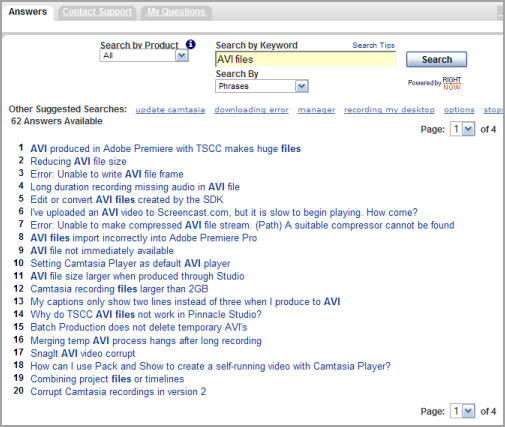 Answers Contact Support My Questions
Search by Product Search by Keyword Search Tips
All AVI files Search
Search By
Phrases Powered by RIGHT NOW
Other Suggested Searches: update camtasia downloading error manager recording my desktop options
62 Answers Available
Page: 1 of 4
1 AVI produced in Adobe Premiere with TSCC makes huge files
2 Reducing AVI file size
3 Error: Unable to write AVI file frame
4 Long duration recording missing audio in AVI file
5 Edit or convert AVI files created by the SDK
6 I've uploaded an AVI video to Screencast.com, but it is slow to begin playing. How come?
7 Error: Unable to make compressed AVI file stream. (Path) A suitable compressor cannot be found
8 AVI files import incorrectly into Adobe Premiere Pro
9 AVI file not immediately available
10 Setting Camtasia Player as default AVI player
11 AVI file size larger when produced through Studio
12 Camtasia recording files larger than 2GB
13 My captions only show two lines instead of three when I produce to AVI
14 Why do TSCC AVI files not work in Pinnacle Studio?
15 Batch Production does not delete temporary AVI's
16 Merging temp AVI process hangs after long recording
17 SnagIt AVI video corrupt
18 How can I use Pack and Show to create a self-running video with Camtasia Player?
19 Combining project files or timelines
20 Corrupt Camtasia recordings in version 2
Page: 1 of 4